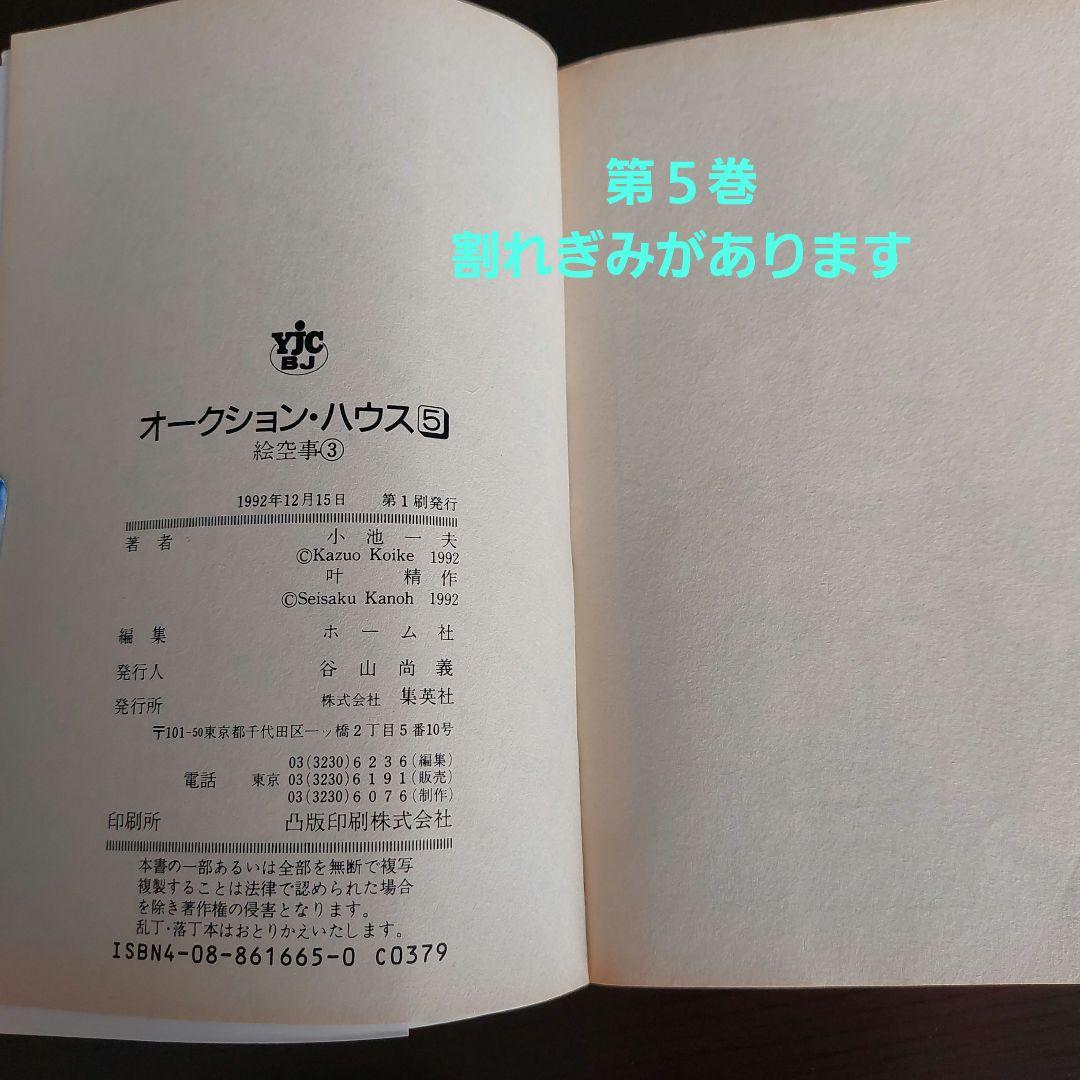 第5巻
割れぎみがあります
YJC
BJ
オークション・ハウス5
絵空事③
1992年12月15日 第1刷発行
著者 小池一夫
©Kazuo Koike 1992
叶精作
©Seisaku Kanoh 1992
編集 ホーム社
発行人 谷山尚義
発行所 株式会社 集英社
〒101-50東京都千代田区一ッ橋2丁目5番10号
03(3230)6236(編集)
電話 東京 03(3230)6191(販売)
03(3230)6076(制作)
印刷所 凸版印刷株式会社
本書の一部あるいは全部を無断で複写
複製することは法律で認められた場合
を除き著作権の侵害となります。
乱丁・落丁本はおとりかえいたします。
ISBN4-08-861665-0 C0379